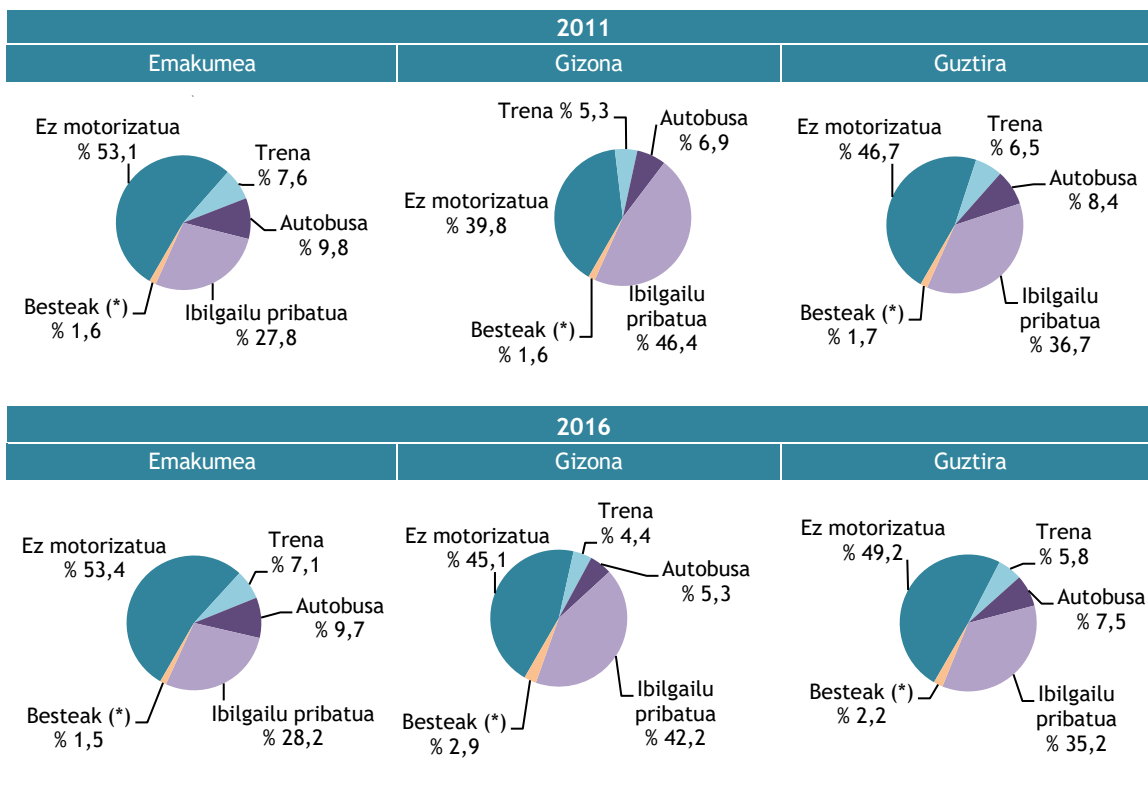 2011
Emakumea
Gizona
Guztira
Ez motorizatua
% 53,1
Trena
% 7,6
Autobusa
% 9,8
Ibilgailu pribatua
% 27,8
Besteak (*)
% 1,6
Trena % 5,3
Autobusa
% 6,9
Ez motorizatua
% 39,8
Ibilgailu
pribatua
% 46,4
Besteak (*)
% 1,6
Ez motorizatua
% 46,7
Trena
% 6,5
Autobusa
% 8,4
Ibilgailu
pribatua
% 36,7
Besteak (*)
% 1,7
2016
Emakumea
Gizona
Guztira
Ez motorizatua
% 53,4
Trena
% 7,1
Autobusa
% 9,7
Ibilgailu pribatua
% 28,2
Besteak (*)
% 1,5
Ez motorizatua
% 45,1
Trena
% 4,4
Autobusa
% 5,3
Ibilgailu
pribatua
% 42,2
Besteak (*)
% 2,9
Ez motorizatua
% 49,2
Trena
% 5,8
Autobusa
% 7,5
Ibilgailu
pribatua
% 35,2
Besteak (*)
% 2,2